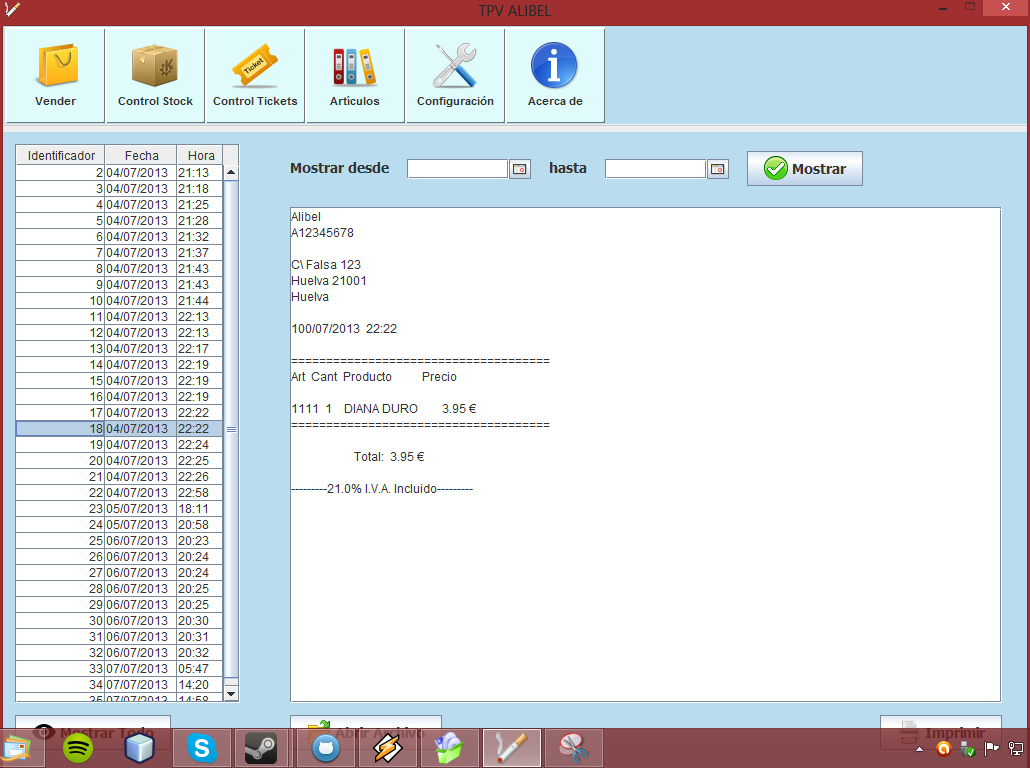 TPV ALIBEL
Vender
Control Stock
Ticket
Control Tickets
Artículos
Configuración
Acerca de
Identificador Fecha Hora
2 04/07/2013 21:13
3 04/07/2013 21:18
4 04/07/2013 21:25
5 04/07/2013 21:28
6 04/07/2013 21:32
7 04/07/2013 21:37
8 04/07/2013 21:43
9 04/07/2013 21:43
10 04/07/2013 21:44
11 04/07/2013 22:13
12 04/07/2013 22:13
13 04/07/2013 22:17
14 04/07/2013 22:19
15 04/07/2013 22:19
16 04/07/2013 22:19
17 04/07/2013 22:22
18 04/07/2013 22:22
19 04/07/2013 22:24
20 04/07/2013 22:25
21 04/07/2013 22:26
22 04/07/2013 22:58
23 05/07/2013 18:11
24 05/07/2013 20:58
25 06/07/2013 20:23
26 06/07/2013 20:24
27 06/07/2013 20:24
28 06/07/2013 20:25
29 06/07/2013 20:25
30 06/07/2013 20:30
31 06/07/2013 20:31
32 06/07/2013 20:32
33 07/07/2013 05:47
34 07/07/2013 14:20
35 07/07/2013 14:58
Mostrar desde
hasta
Mostrar
Alibel
A12345678
C\ Falsa 123
Huelva 21001
Huelva
100/07/2013 22:22
=====================================
Art Cant Producto Precio
1111 1 DIANA DURO 3.95 €
=====================================
Total: 3.95 €
---------21.0% I.V.A. Incluido---------
Mostrar Todo
Abrir Archivo
Imprimir